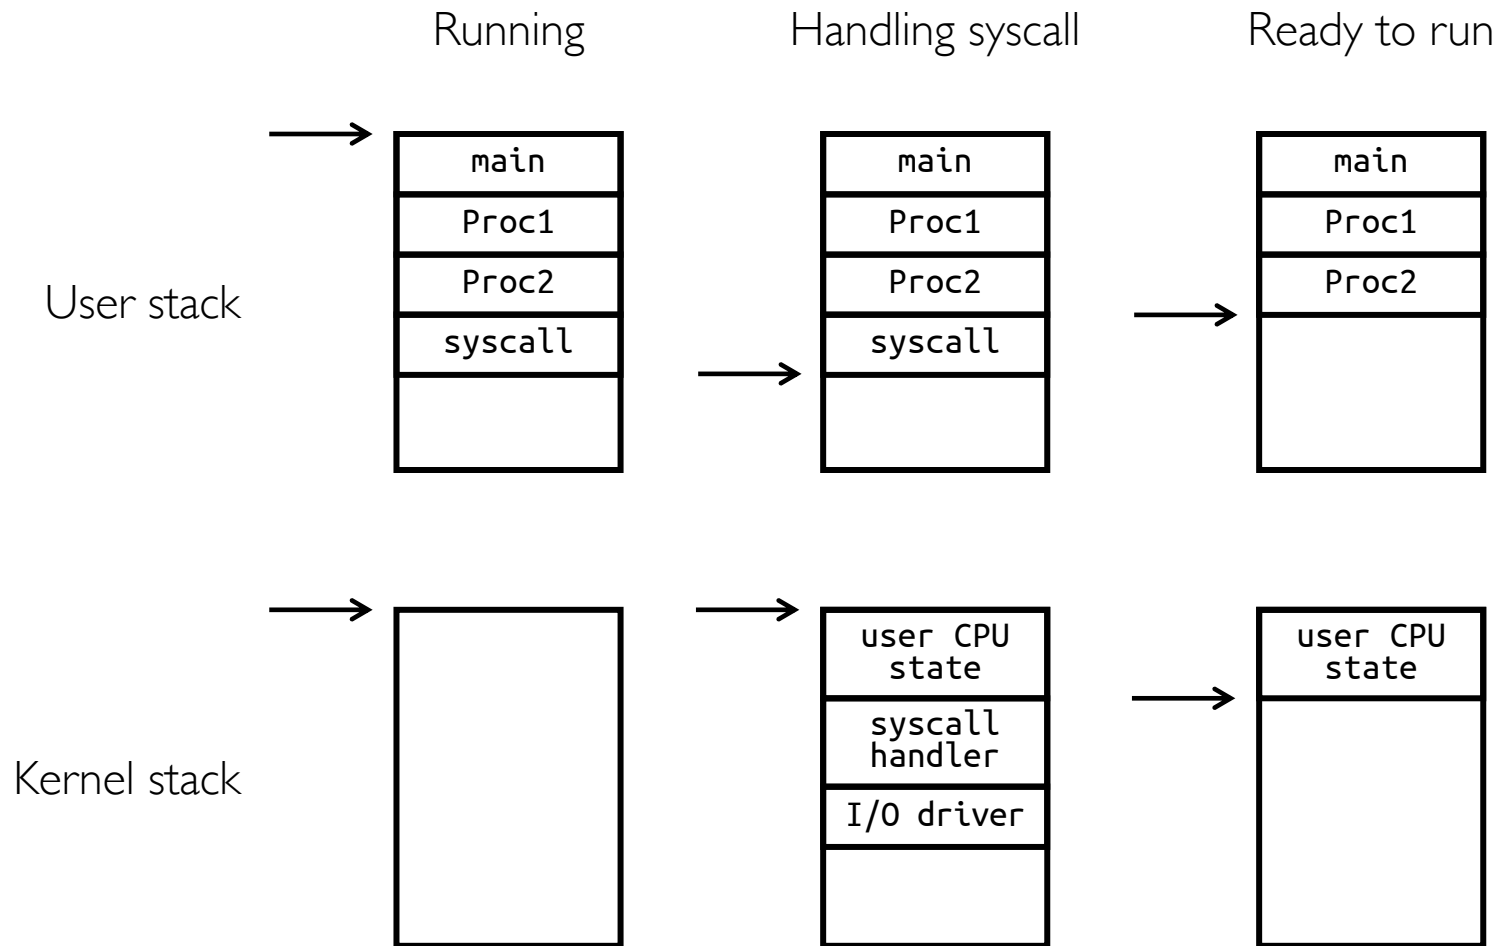 Running
Handling syscall
Ready to run
User stack
main
Proc1
Proc2
syscall
main
Proc1
Proc2
syscall
main
Proc1
Proc2
Kernel stack
user CPU
state
syscall
handler
I/O driver
user CPU
state